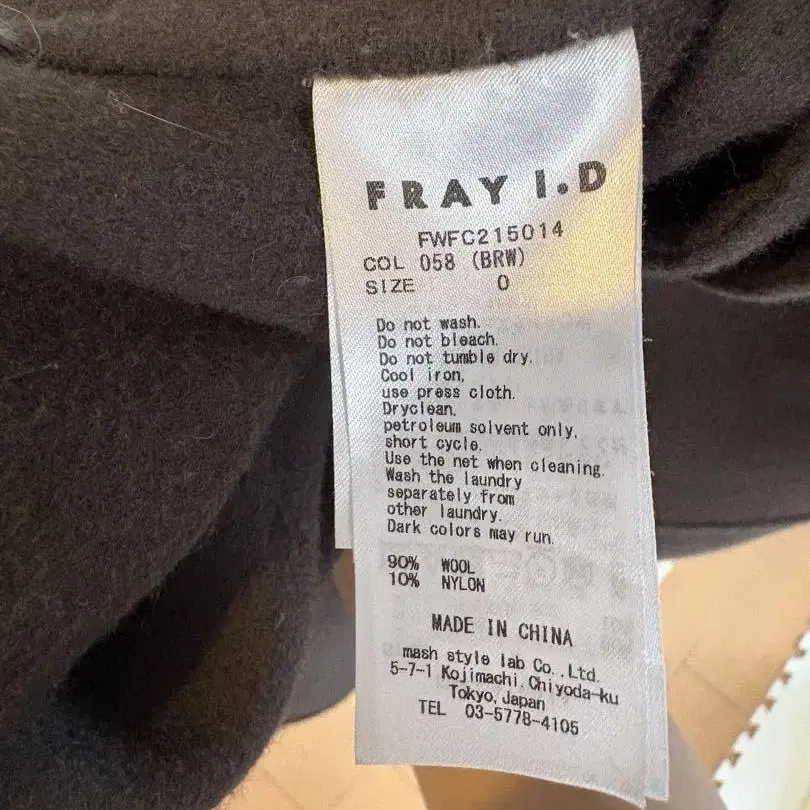 FRAY I.D
FWFC215014
COL 058 (BRW)
SIZE 0
Do not wash.
Do not bleach.
Do not tumble dry.
Cool iron,
use press cloth.
Dryclean.
petroleum solvent only,
short cycle.
Use the net when cleaning.
Wash the laundry
separately from
other laundry.
Dark colors may run.
90% WOOL
10% NYLON
MADE IN CHINA
mash style lab Co.,Ltd.
5-7-1 Kojimachi.Chiyoda-ku
Tokyo,Japan
TEL 03-5778-4105